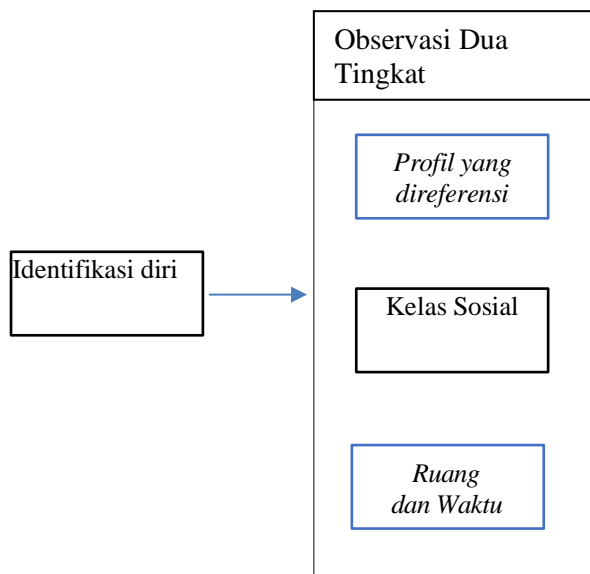 Observasi Dua
Tingkat
Profil yang
direferensi
Identifikasi diri
Kelas Sosial
Ruang
dan Waktu